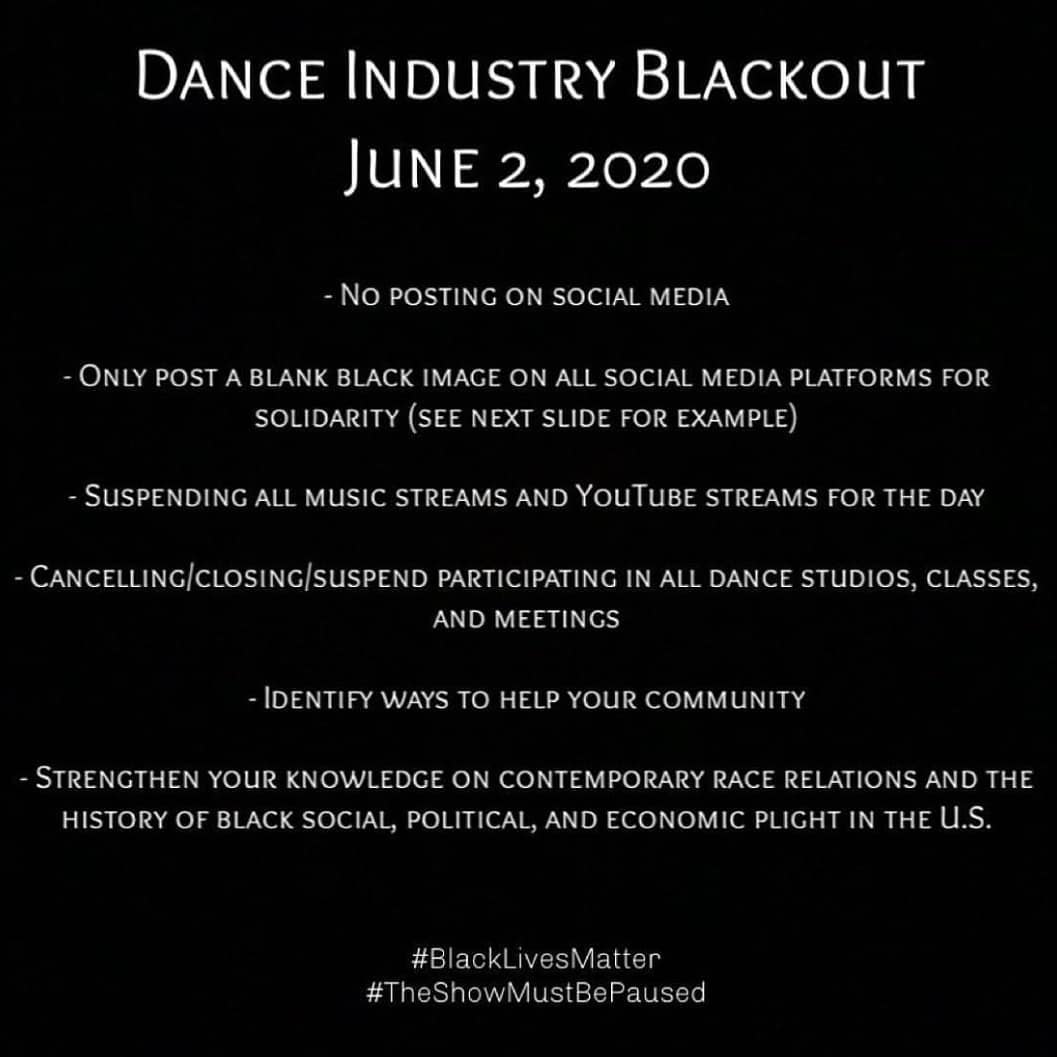 Dance Industry Blackout
June 2, 2020
- No posting on social media
- Only post a blank black image on all social media platforms for
solidarity (see next slide for example)
- Suspending all music streams and YouTube streams for the day
- Cancelling/closing/suspend participating in all dance studios, classes,
and meetings
- Identify ways to help your community
- Strengthen your knowledge on contemporary race relations and the
history of black social, political, and economic plight in the U.S.
#BlackLivesMatter
#TheShowMustBePaused